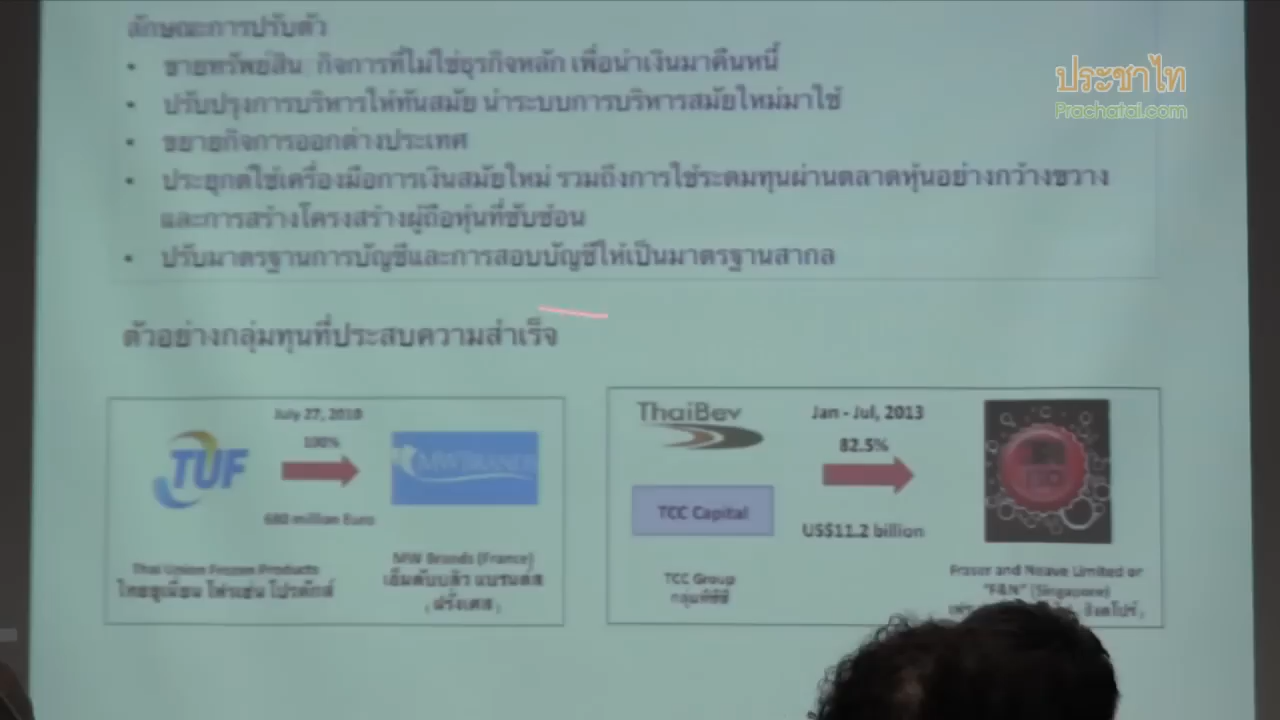 ลักษณะการปรับตัว
• ขายทรัพย์สิน กิจการที่ไม่ใช่ธุรกิจหลัก เพื่อนำเงินมาคืนหนี้
• ปรับปรุงการบริหารให้ทันสมัย นำระบบการบริหารสมัยใหม่มาใช้
• ขยายกิจการออกต่างประเทศ
• ประยุกต์ใช้เครื่องมือการเงินสมัยใหม่ รวมถึงการใช้ระดมทุนผ่านตลาดหุ้นอย่างกว้างขวาง
และการสร้างโครงสร้างผู้ถือหุ้นที่ซับซ้อน
• ปรับมาตรฐานการบัญชีและการสอบบัญชีให้เป็นมาตรฐานสากล
ประชาไท
Prachatai.com
ตัวอย่างกลุ่มทุนที่ประสบความสำเร็จ
July 27, 2010
100%
TUF
MW BRANDS
680 million Euro
Thai Union Frozen Products
ไทยยูเนี่ยน โฟรเซ่น โปรดักส์
MW Brands (France)
เอ็มดับบลิว แบรนด์ส
(ฝรั่งเศส)
ThaiBev
Jan - Jul, 2013
82.5%
TCC Capital
US$11.2 billion
TCC Group
กลุ่มทีซีซี
Fraser and Neave Limited or
"F&N" (Singapore)